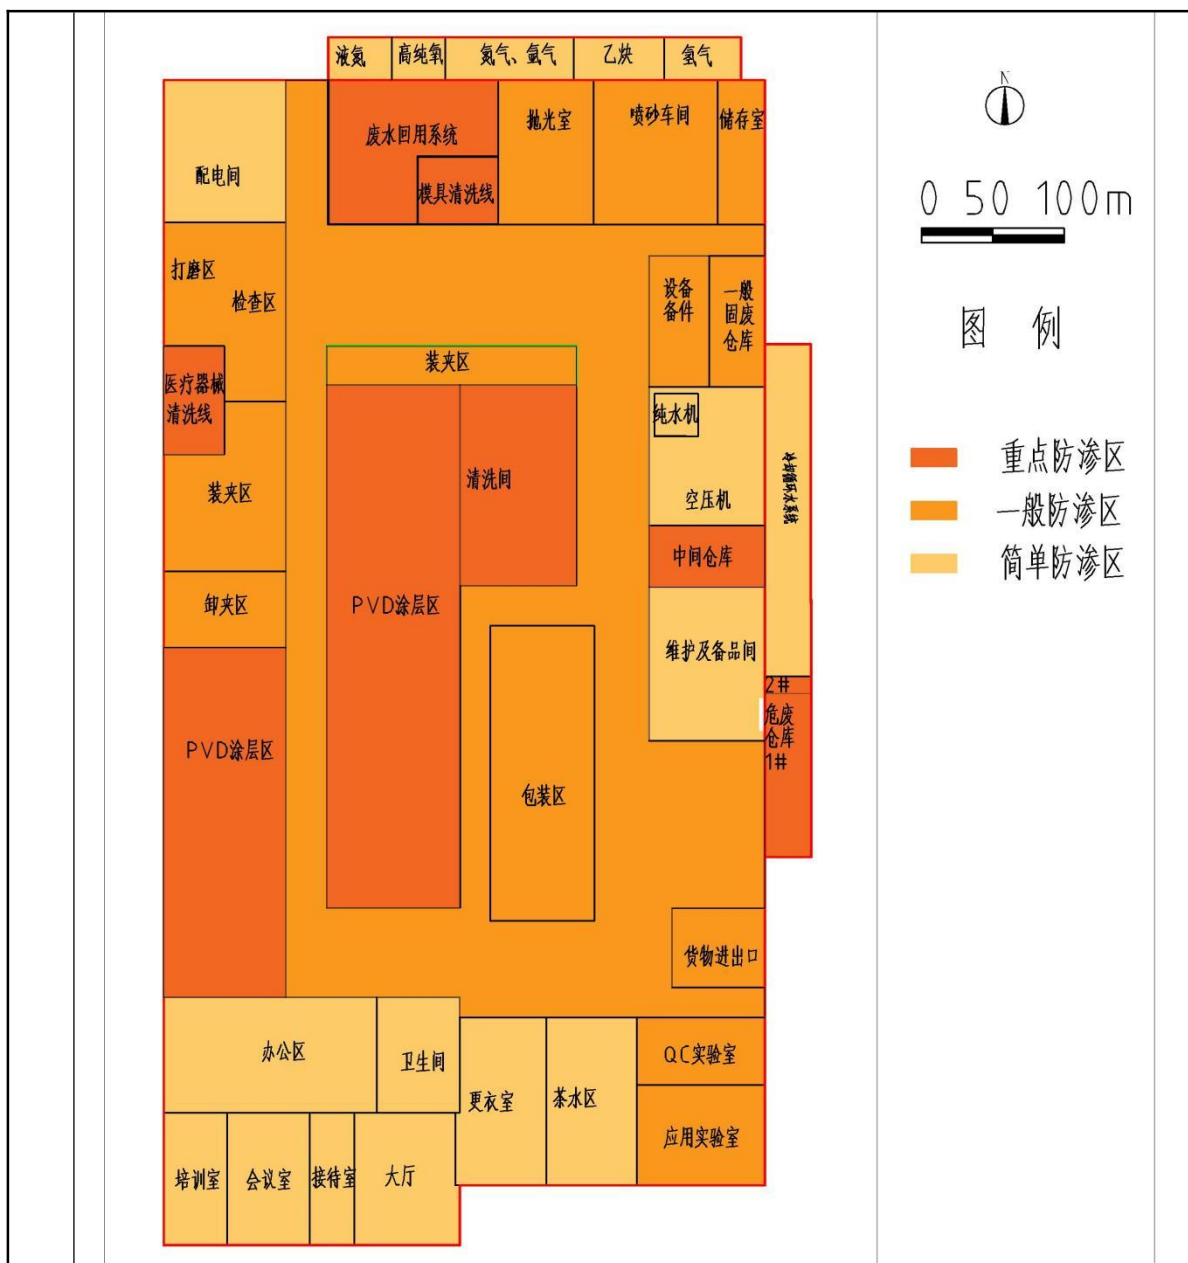 液氮
高纯氧
氮气、氩气
乙炔
氢气
N
废水回用系统
抛光室
喷砂车间
储存室
配电间
模具清洗线
0 50 100m
打磨区
检查区
设备
备件
一般
固废
仓库
图 例
装夹区
医疗器械
清洗线
纯水机
冷却循环水系统
重点防渗区
清洗间
装夹区
空压机
一般防渗区
中间仓库
简单防渗区
卸夹区
PVD涂层区
维护及备品间
2#
危废
仓库
1#
PVD涂层区
包装区
货物进出口
办公区
卫生间
QC实验室
更衣室
茶水区
应用实验室
培训室
会议室
接待室
大厅